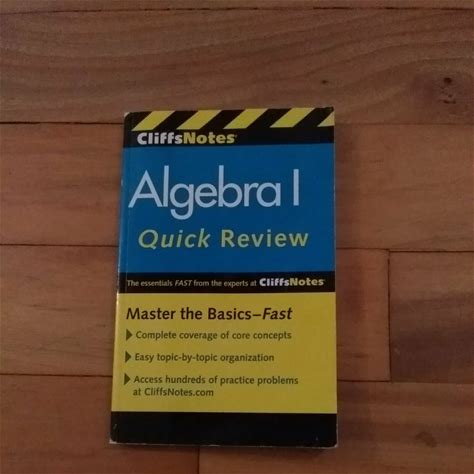 CliffsNotes®
Algebra I
Quick Review
The essentials FAST from the experts at CliffsNotes®
Master the Basics–Fast
Complete coverage of core concepts
Easy topic-by-topic organization
Access hundreds of practice problems
at CliffsNotes.com